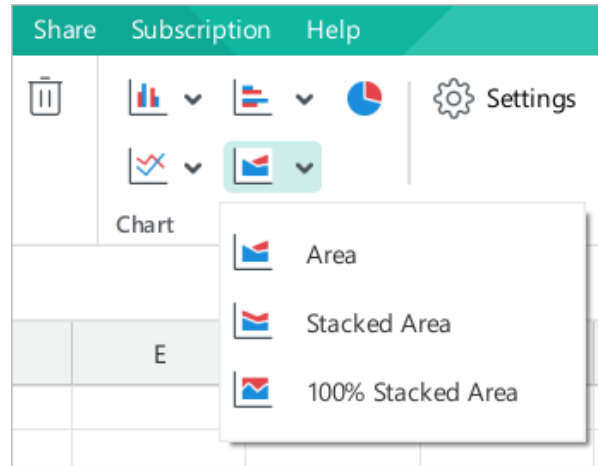 Share Subscription Help
Settings
Chart
Area
Stacked Area
E
100% Stacked Area